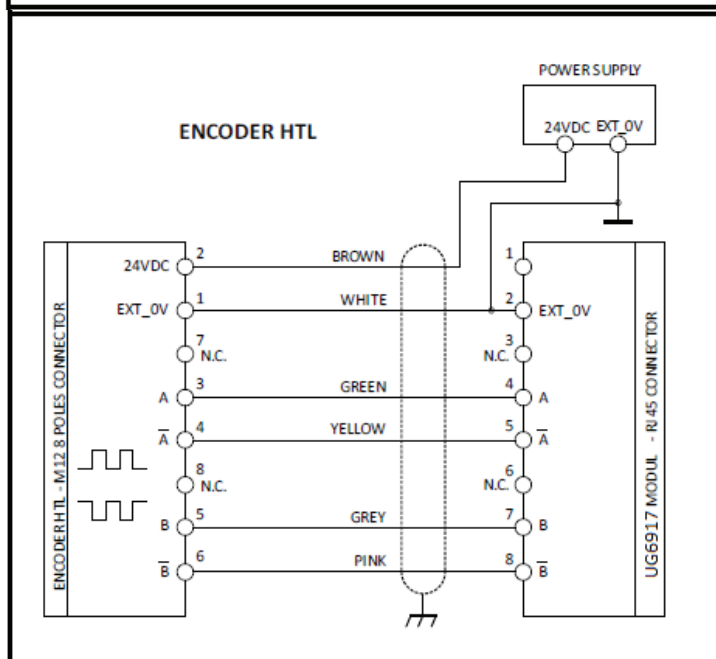 POWER SUPPLY
24VDC EXT_0V
ENCODER HTL
ENCODER HTL - M12 8 POLES CONNECTOR
24VDC 2 BROWN 1
EXT_0V 1 WHITE 2 EXT_0V
7 N.C. 3 N.C.
A 3 GREEN 4 A
A̅ 4 YELLOW 5 A̅
8 N.C. 6 N.C.
B 5 GREY 7 B
B̅ 6 PINK 8 B̅
UG6917 MODUL - RJ45 CONNECTOR